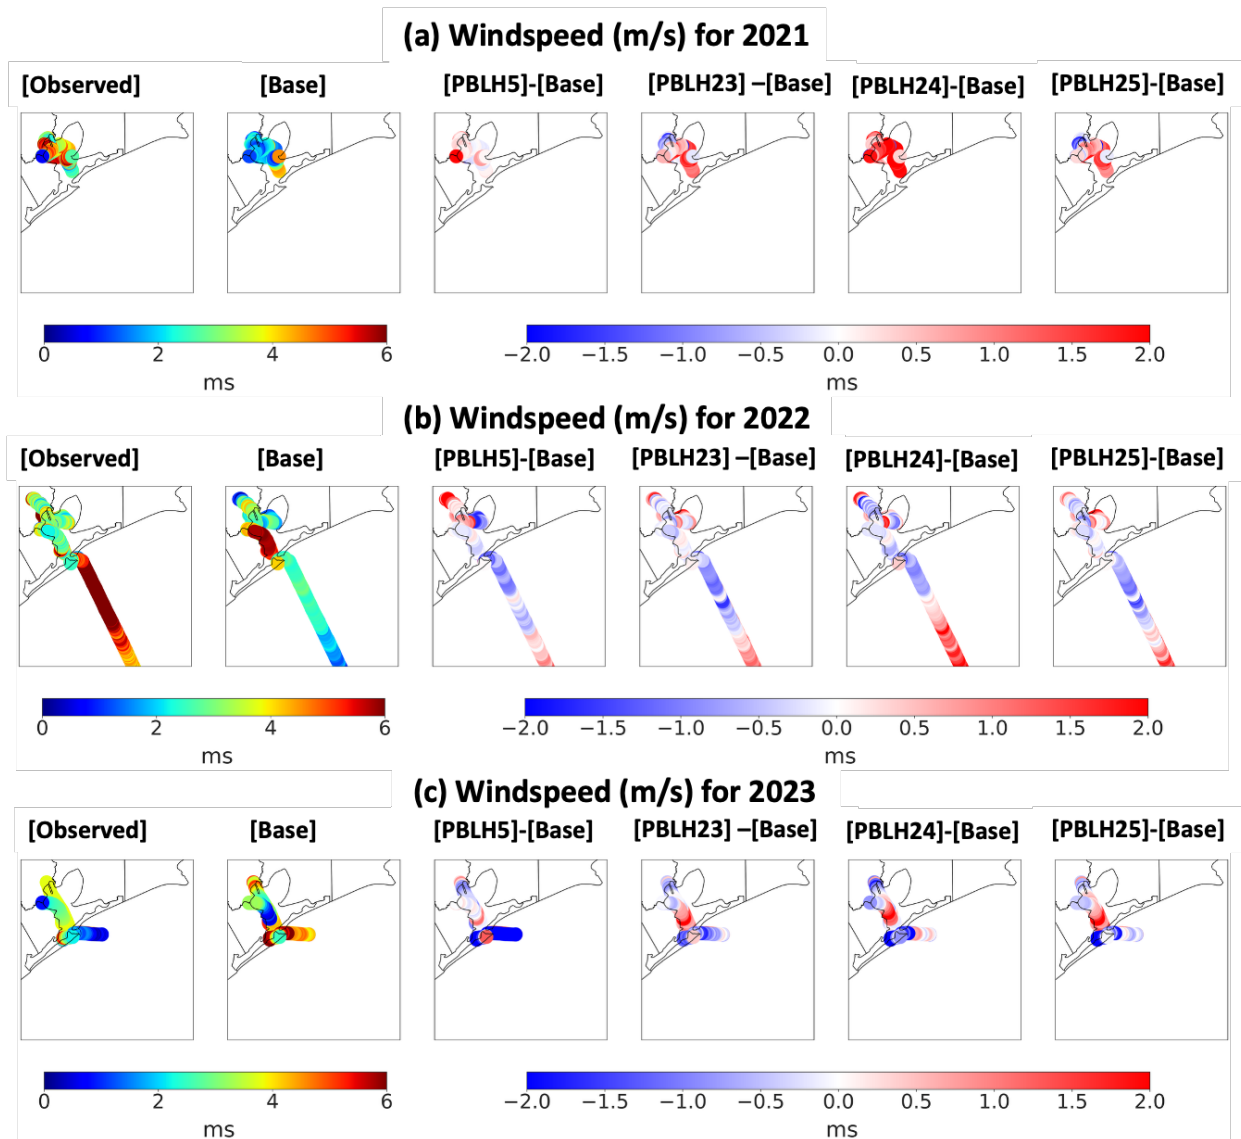 (a) Windspeed (m/s) for 2021
[Observed] [Base] [PBLH5]-[Base] [PBLH23] –[Base] [PBLH24]-[Base] [PBLH25]-[Base]
0 2 4 6 −2.0 −1.5 −1.0 −0.5 0.0 0.5 1.0 1.5 2.0
ms ms
(b) Windspeed (m/s) for 2022
[Observed] [Base] [PBLH5]-[Base] [PBLH23] –[Base] [PBLH24]-[Base] [PBLH25]-[Base]
0 2 4 6 −2.0 −1.5 −1.0 −0.5 0.0 0.5 1.0 1.5 2.0
ms ms
(c) Windspeed (m/s) for 2023
[Observed] [Base] [PBLH5]-[Base] [PBLH23] –[Base] [PBLH24]-[Base] [PBLH25]-[Base]
0 2 4 6 −2.0 −1.5 −1.0 −0.5 0.0 0.5 1.0 1.5 2.0
ms ms